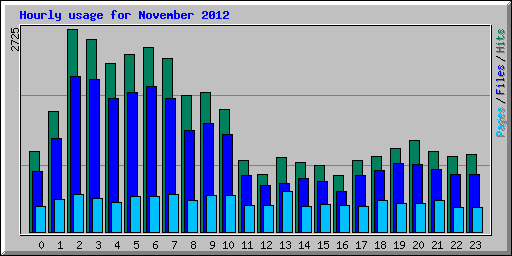 Hourly usage for November 2012
2725
Pages/Files/Hits
0 1 2 3 4 5 6 7 8 9 10 11 12 13 14 15 16 17 18 19 20 21 22 23